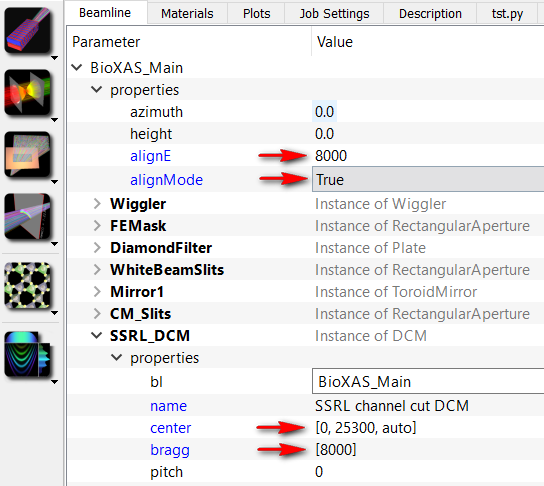 Beamline Materials Plots Job Settings Description tst.py
Parameter Value
BioXAS_Main
properties
azimuth 0.0
height 0.0
alignE 8000
alignMode True
Wiggler Instance of Wiggler
FEMask Instance of RectangularAperture
DiamondFilter Instance of Plate
WhiteBeamSlits Instance of RectangularAperture
Mirror1 Instance of ToroidMirror
CM_Slits Instance of RectangularAperture
SSRL_DCM Instance of DCM
properties
bl BioXAS_Main
name SSRL channel cut DCM
center [0, 25300, auto]
bragg [8000]
pitch 0